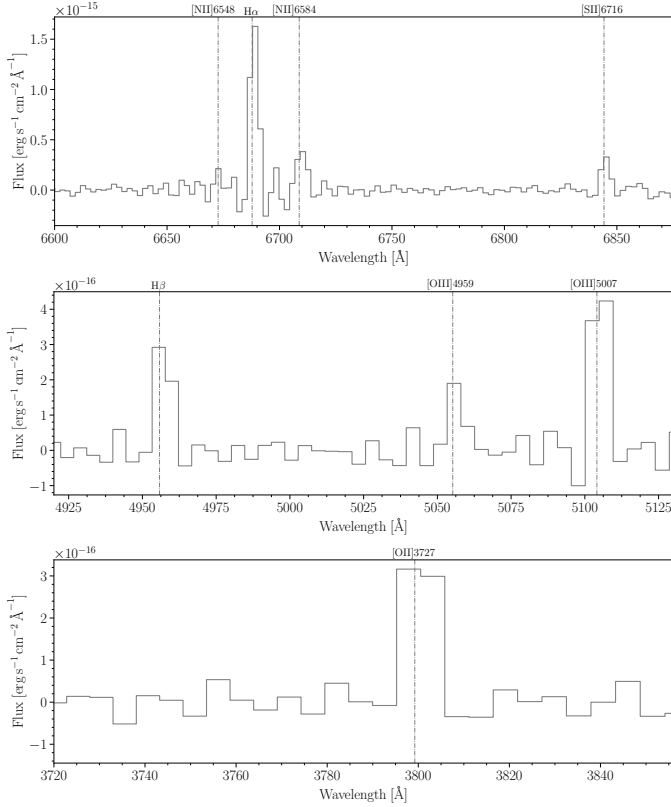 [NII]6548 Hα [NII]6584 [SII]6716
×10⁻¹⁵
1.5
1.0
0.5
0.0
Flux [erg s⁻¹ cm⁻² Å⁻¹]
6600 6650 6700 6750 6800 6850
Wavelength [Å]
Hβ [OIII]4959 [OIII]5007
×10⁻¹⁶
4
3
2
1
0
−1
Flux [erg s⁻¹ cm⁻² Å⁻¹]
4925 4950 4975 5000 5025 5050 5075 5100 5125
Wavelength [Å]
[OII]3727
×10⁻¹⁶
3
2
1
0
−1
Flux [erg s⁻¹ cm⁻² Å⁻¹]
3720 3740 3760 3780 3800 3820 3840
Wavelength [Å]